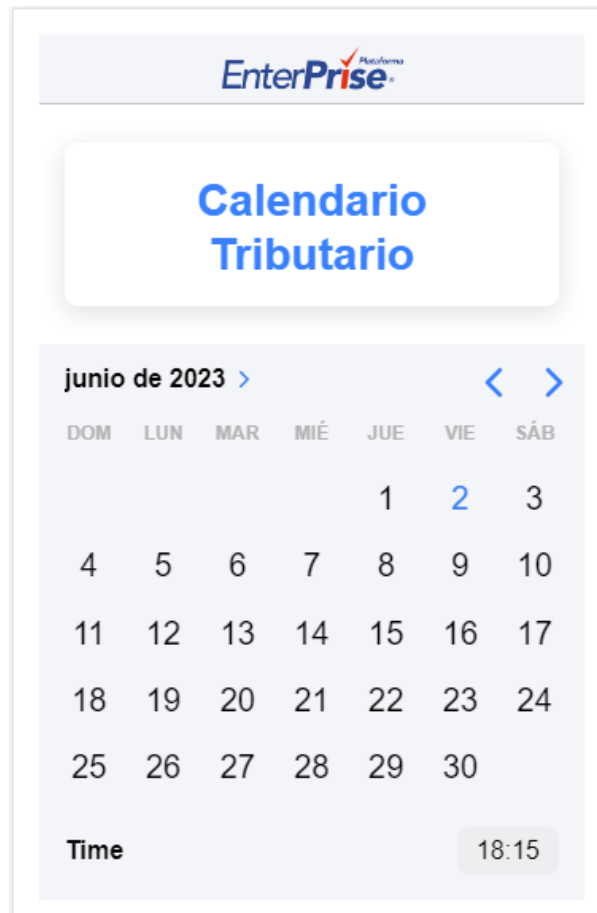 Plataforma
EnterPrise
Calendario
Tributario
junio de 2023 >
DOM LUN MAR MIÉ JUE VIE SÁB
1 2 3
4 5 6 7 8 9 10
11 12 13 14 15 16 17
18 19 20 21 22 23 24
25 26 27 28 29 30
Time 18:15